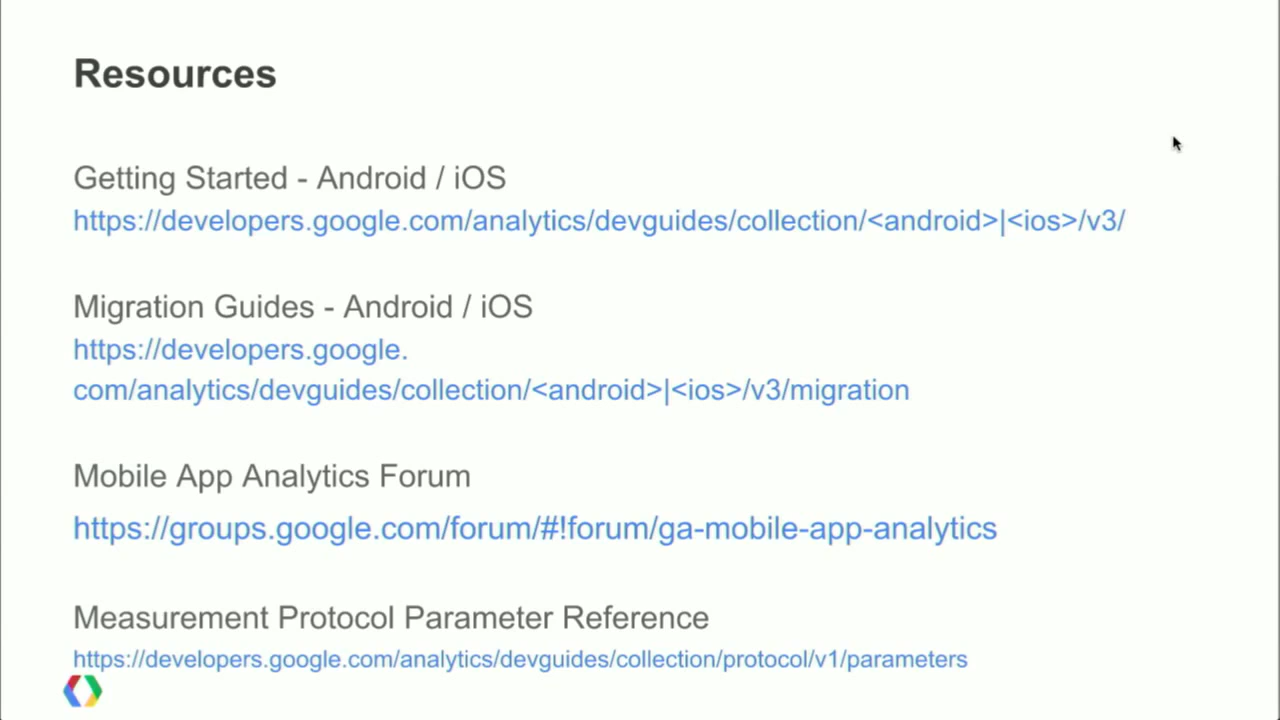 Resources
Getting Started - Android / iOS
https://developers.google.com/analytics/devguides/collection/<android>|<ios>/v3/
Migration Guides - Android / iOS
https://developers.google.
com/analytics/devguides/collection/<android>|<ios>/v3/migration
Mobile App Analytics Forum
https://groups.google.com/forum/#!forum/ga-mobile-app-analytics
Measurement Protocol Parameter Reference
https://developers.google.com/analytics/devguides/collection/protocol/v1/parameters